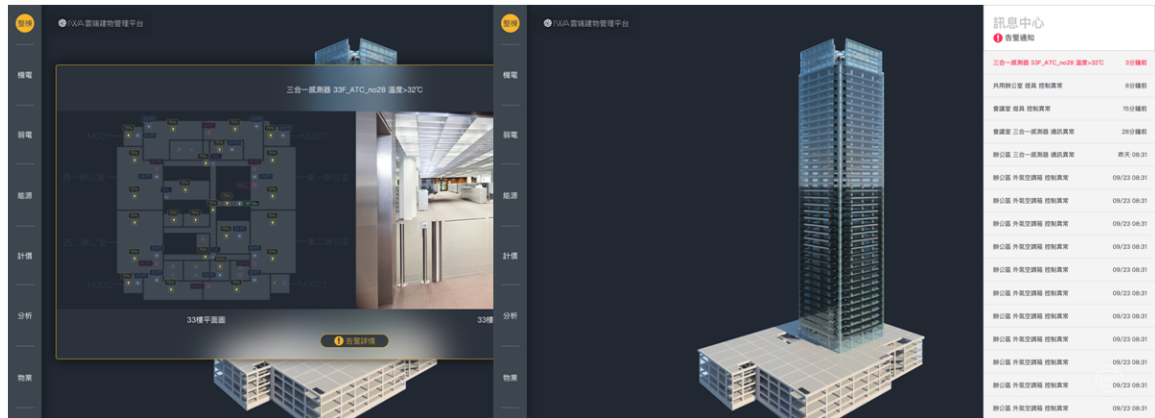 整棟
IWA雲端建物管理平台
機電
弱電
能源
計價
分析
物業
三合一感測器 33F_ATC_no28 溫度>32℃
33樓平面圖
33樓
告警詳情
整棟
IWA雲端建物管理平台
機電
弱電
能源
計價
分析
物業
訊息中心
告警通知
三合一感測器 33F_ATC_no28 溫度>32℃ 3分鐘前
共用辦公室 燈具 控制異常 8分鐘前
會議室 燈具 控制異常 15分鐘前
會議室 三合一感測器 通訊異常 28分鐘前
辦公區 三合一感測器 通訊異常 昨天 08:31
辦公區 外氣空調箱 控制異常 09/23 08:31
辦公區 外氣空調箱 控制異常 09/23 08:31
辦公區 外氣空調箱 控制異常 09/23 08:31
辦公區 外氣空調箱 控制異常 09/23 08:31
辦公區 外氣空調箱 控制異常 09/23 08:31
辦公區 外氣空調箱 控制異常 09/23 08:31
辦公區 外氣空調箱 控制異常 09/23 08:31
辦公區 外氣空調箱 控制異常 09/23 08:31
辦公區 外氣空調箱 控制異常 09/23 08:31
辦公區 外氣空調箱 控制異常 09/23 08:31
辦公區 外氣空調箱 控制異常 09/23 08:31